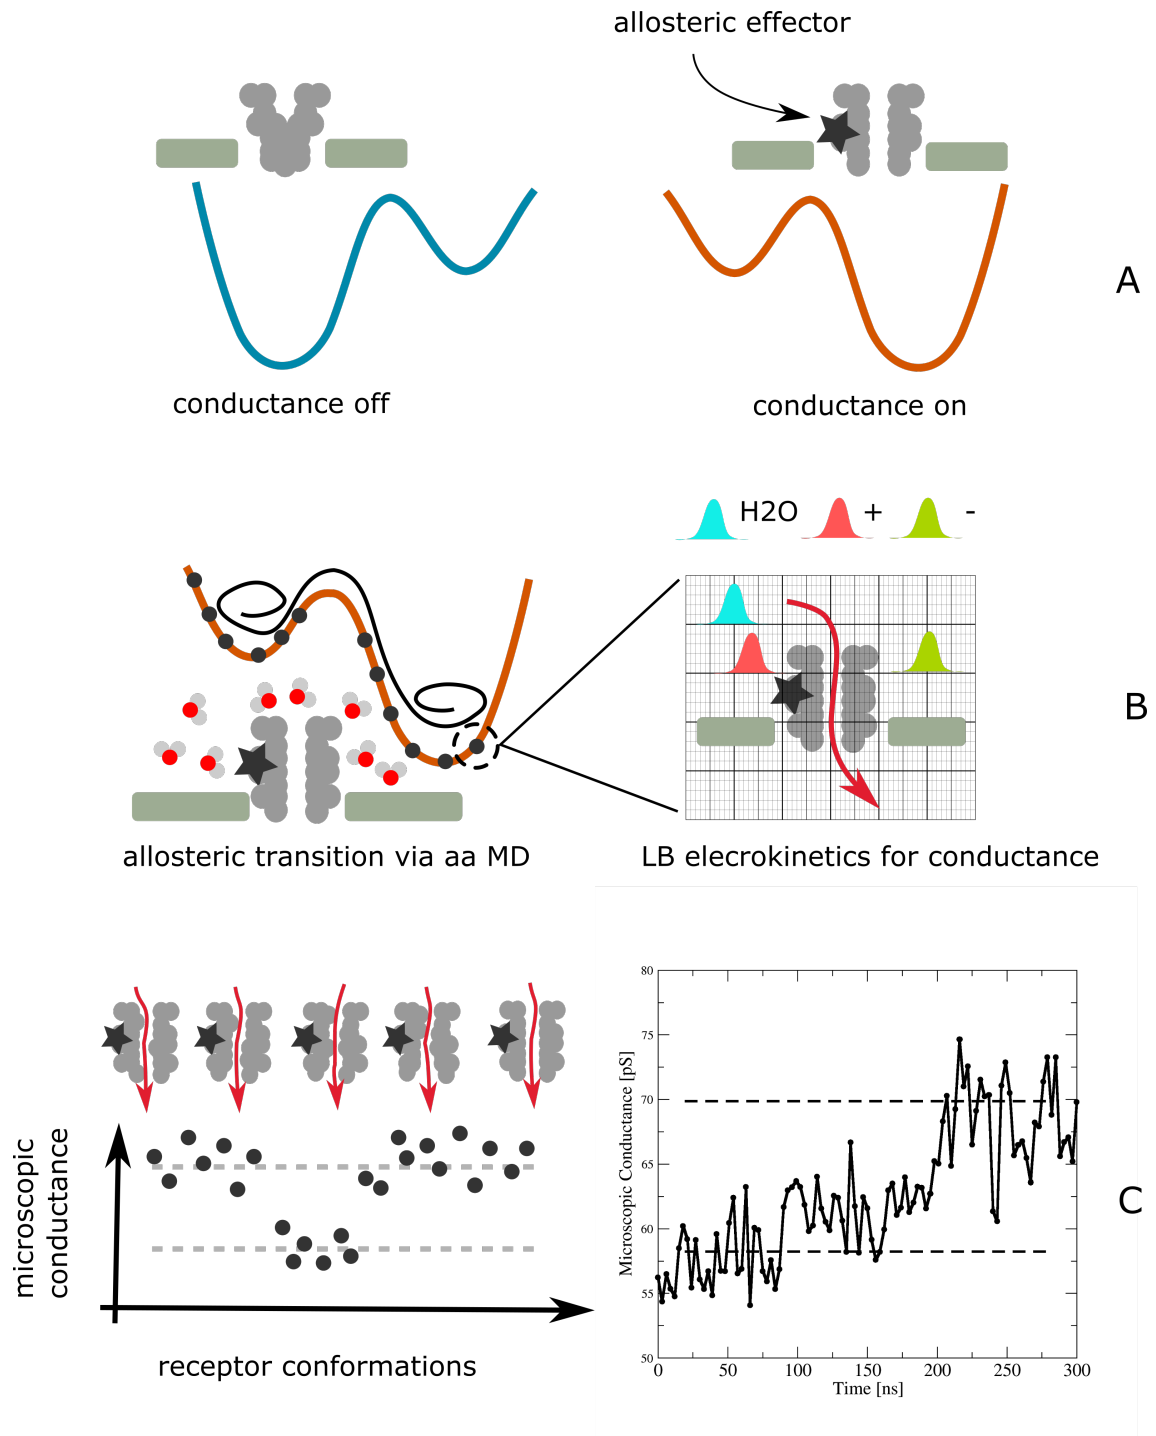 allosteric effector
A
conductance off
conductance on
H2O
+
-
B
allosteric transition via aa MD
LB elecrokinetics for conductance
microscopic
conductance
receptor conformations
80
75
70
65
60
55
50
Microscopic Conductance [pS]
0
50
100
150
200
250
300
Time [ns]
C